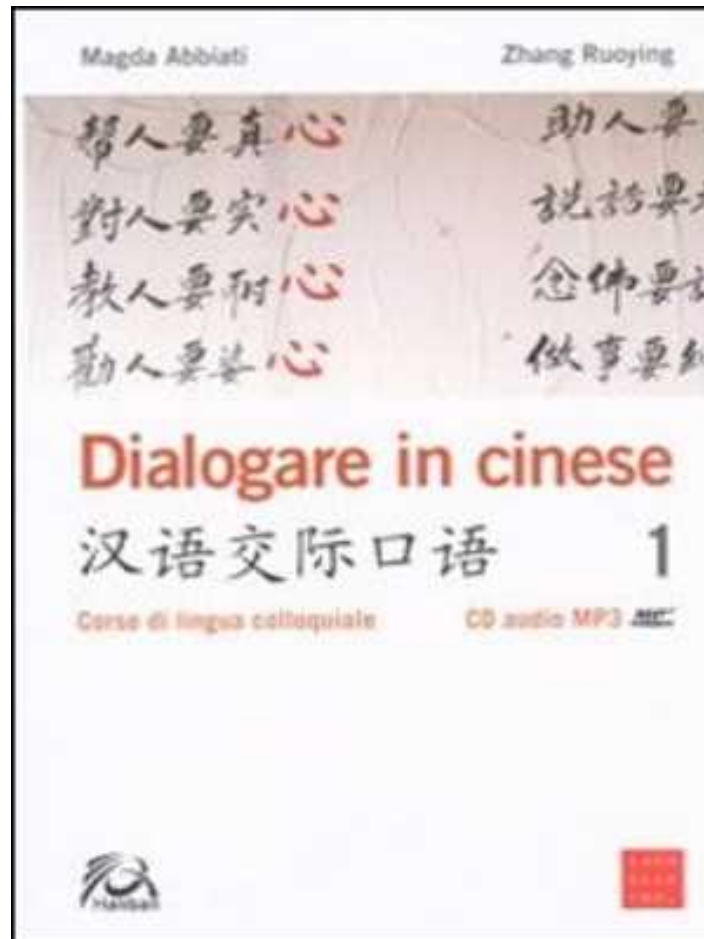 Magda Abbiati Zhang Ruoying
帮人要真心 助人要
對人要实心 説話要
教人要耐心 念佛要
勸人要婆心 做事要
Dialogare in cinese
汉语交际口语 1
Corso di lingua colloquiale CD audio MP3
Hanban